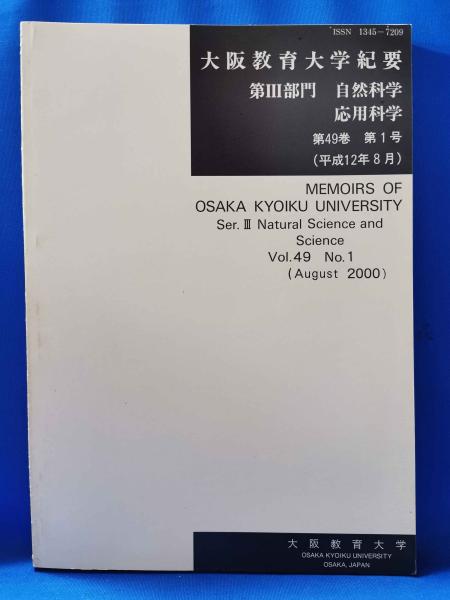 ISSN 1345-7209
大阪教育大学紀要
第III部門 自然科学
応用科学
第49巻 第1号
(平成12年8月)
MEMOIRS OF
OSAKA KYOIKU UNIVERSITY
Ser. Ⅲ Natural Science and
Science
Vol.49 No.1
(August 2000)
大阪教育大学
OSAKA KYOIKU UNIVERSITY
OSAKA, JAPAN